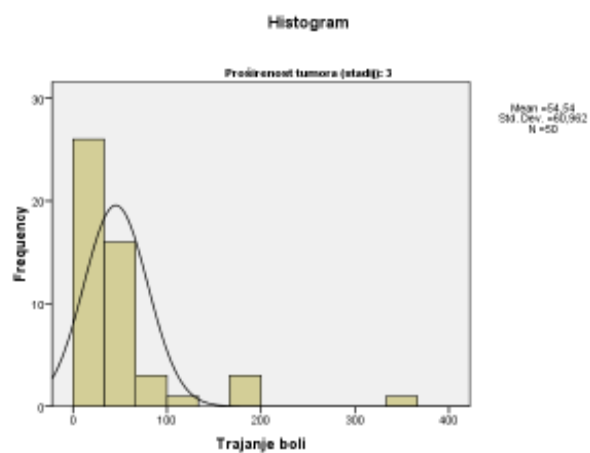 Histogram
Proširenost tumora (stadij): 3
Mean =54,54
Std. Dev. =60,962
N =50
Frequency
30
20
10
0
0 100 200 300 400
Trajanje boli